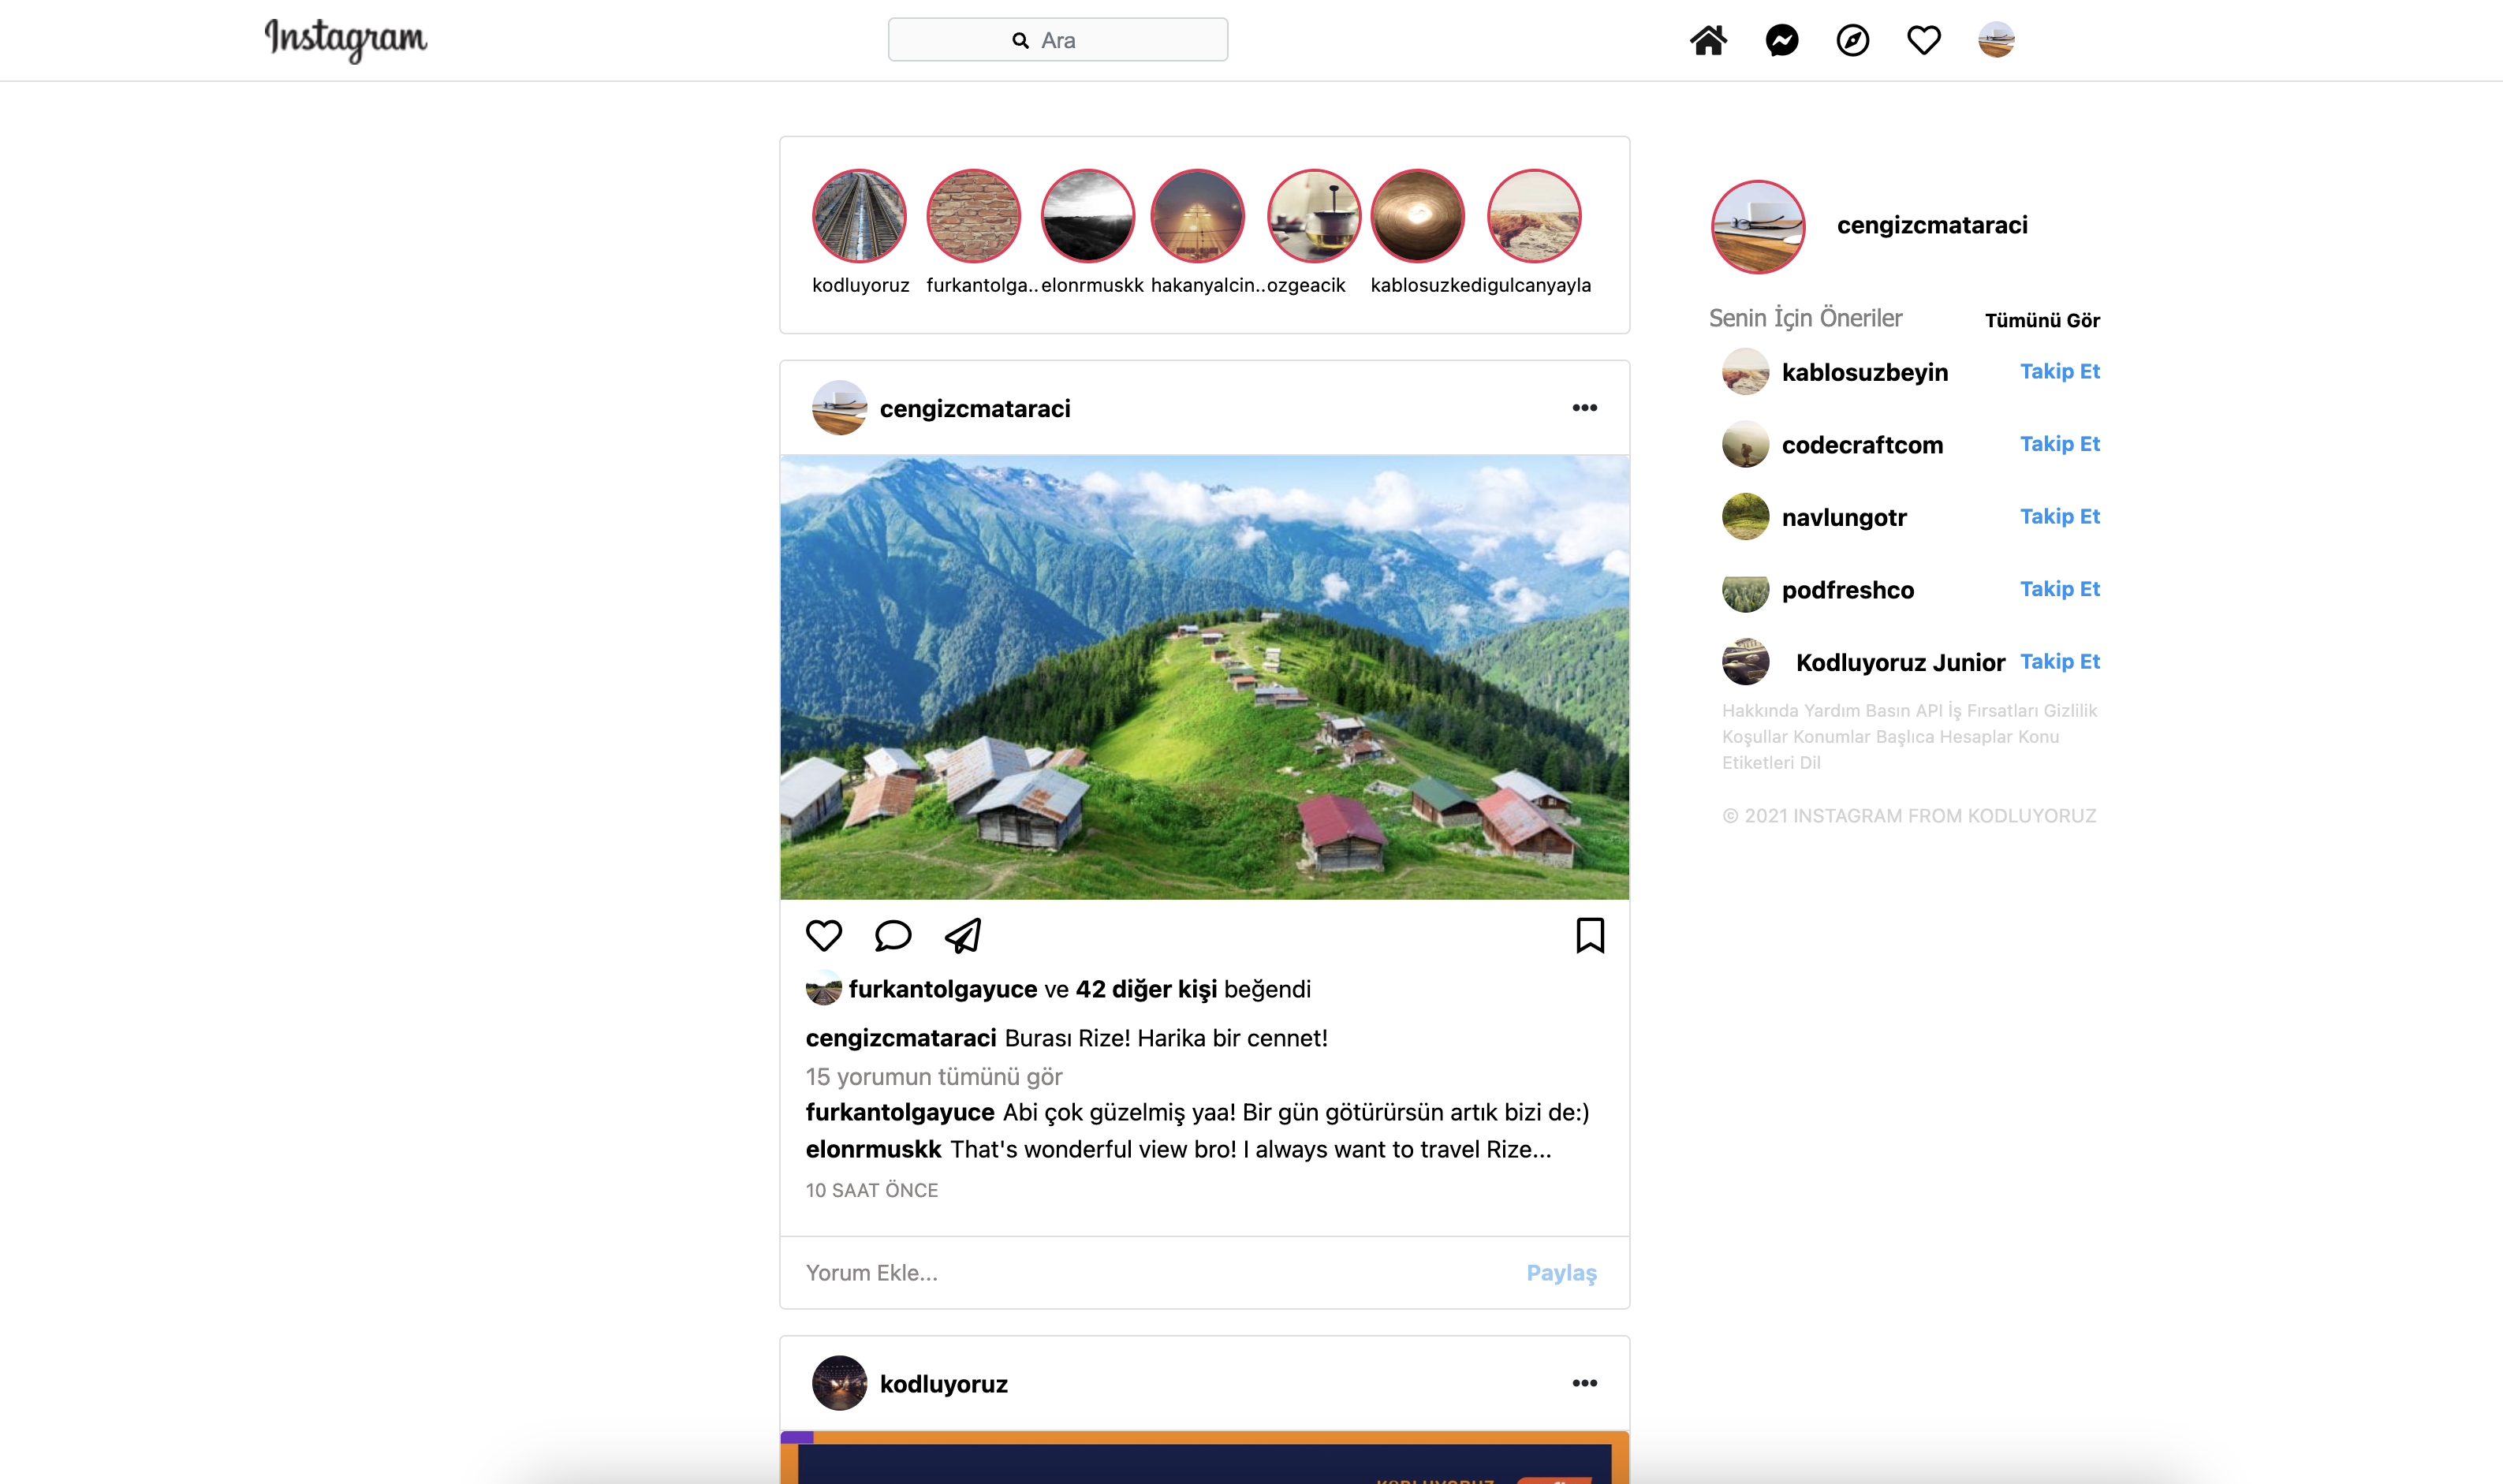 Instagram
Ara
kodluyoruz furkantolga.. elonrmuskk hakanyalcin.. ozgeacik kablosuzkedi gulcanyayla
cengizcmataraci
Senin İçin Öneriler Tümünü Gör
kablosuzbeyin Takip Et
codecraftcom Takip Et
navlungotr Takip Et
podfreshco Takip Et
Kodluyoruz Junior Takip Et
Hakkında Yardım Basın API İş Fırsatları Gizlilik
Koşullar Konumlar Başlıca Hesaplar Konu
Etiketleri Dil
© 2021 INSTAGRAM FROM KODLUYORUZ
cengizcmataraci
furkantolgayuce ve 42 diğer kişi beğendi
cengizcmataraci Burası Rize! Harika bir cennet!
15 yorumun tümünü gör
furkantolgayuce Abi çok güzelmiş yaa! Bir gün götürürsün artık bizi de:)
elonrmuskk That's wonderful view bro! I always want to travel Rize...
10 SAAT ÖNCE
Yorum Ekle... Paylaş
kodluyoruz